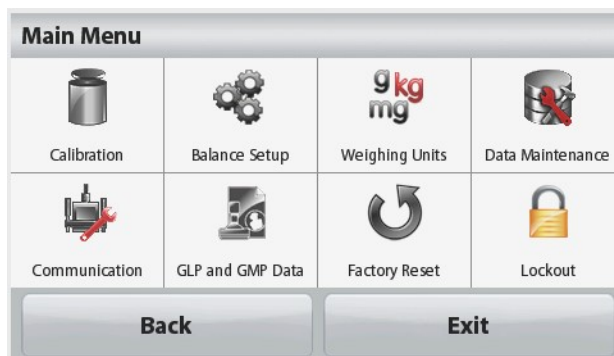 Main Menu
g kg
mg
Calibration
Balance Setup
Weighing Units
Data Maintenance
Communication
GLP and GMP Data
Factory Reset
Lockout
Back
Exit